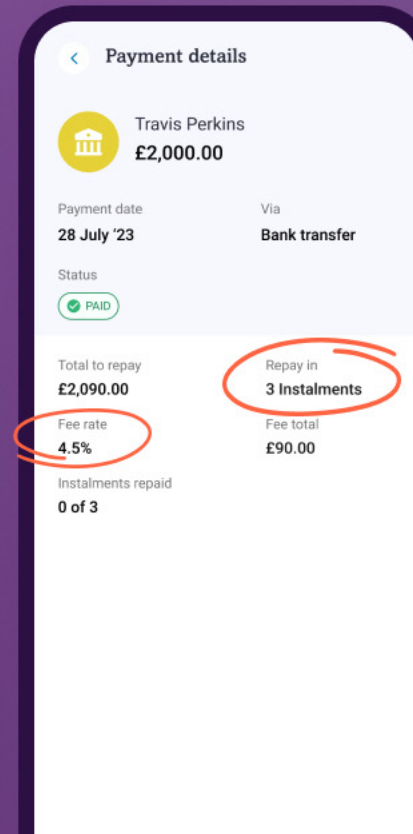 Payment details
Travis Perkins
£2,000.00
Payment date
Via
28 July ‘23
Bank transfer
Status
PAID
Total to repay
Repay in
£2,090.00
3 Instalments
Fee rate
Fee total
4.5%
£90.00
Instalments repaid
0 of 3